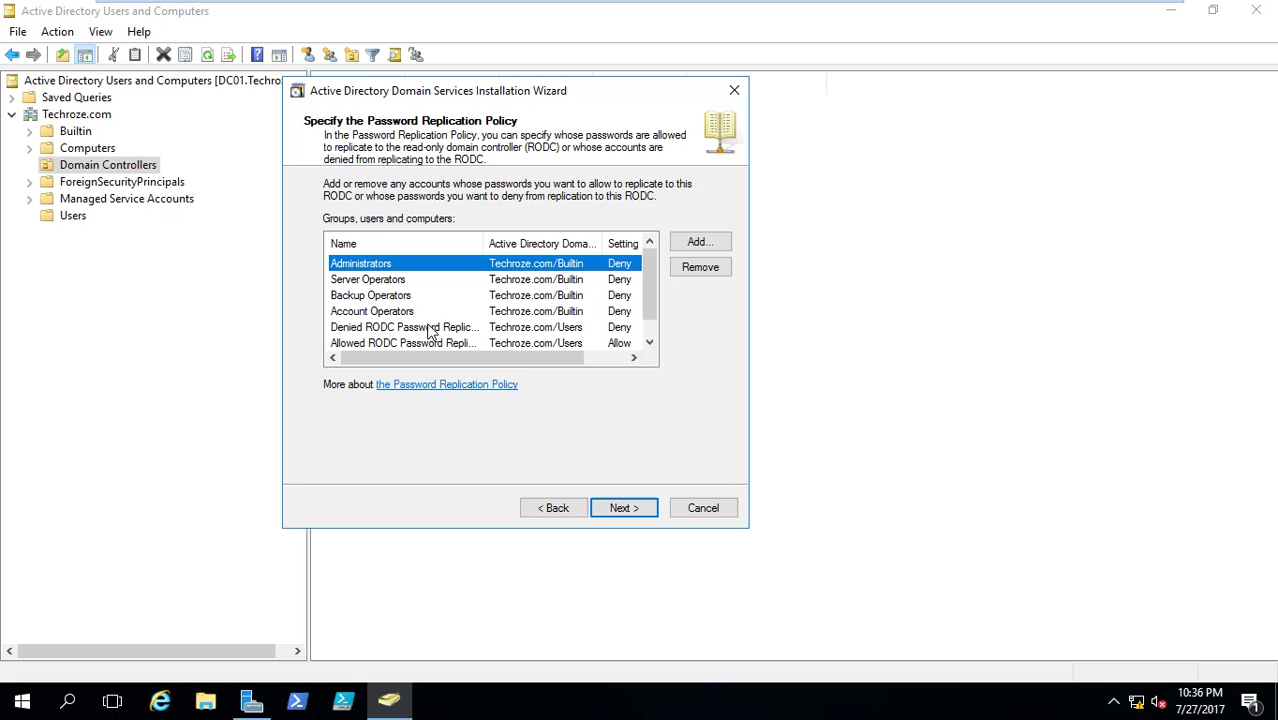 Active Directory Users and Computers
File Action View Help
Active Directory Users and Computers [DC01.Techro
Saved Queries
Techroze.com
Builtin
Computers
Domain Controllers
ForeignSecurityPrincipals
Managed Service Accounts
Users
Active Directory Domain Services Installation Wizard
Specify the Password Replication Policy
In the Password Replication Policy, you can specify whose passwords are allowed
to replicate to the read-only domain controller (RODC) or whose accounts are
denied from replicating to the RODC.
Add or remove any accounts whose passwords you want to allow to replicate to this
RODC or whose passwords you want to deny from replication to this RODC.
Groups, users and computers:
Name Active Directory Doma... Setting
Administrators Techroze.com/Builtin Deny
Server Operators Techroze.com/Builtin Deny
Backup Operators Techroze.com/Builtin Deny
Account Operators Techroze.com/Builtin Deny
Denied RODC Password Replic... Techroze.com/Users Deny
Allowed RODC Password Repli... Techroze.com/Users Allow
Add...
Remove
More about the Password Replication Policy
< Back Next > Cancel
10:36 PM
7/27/2017
1